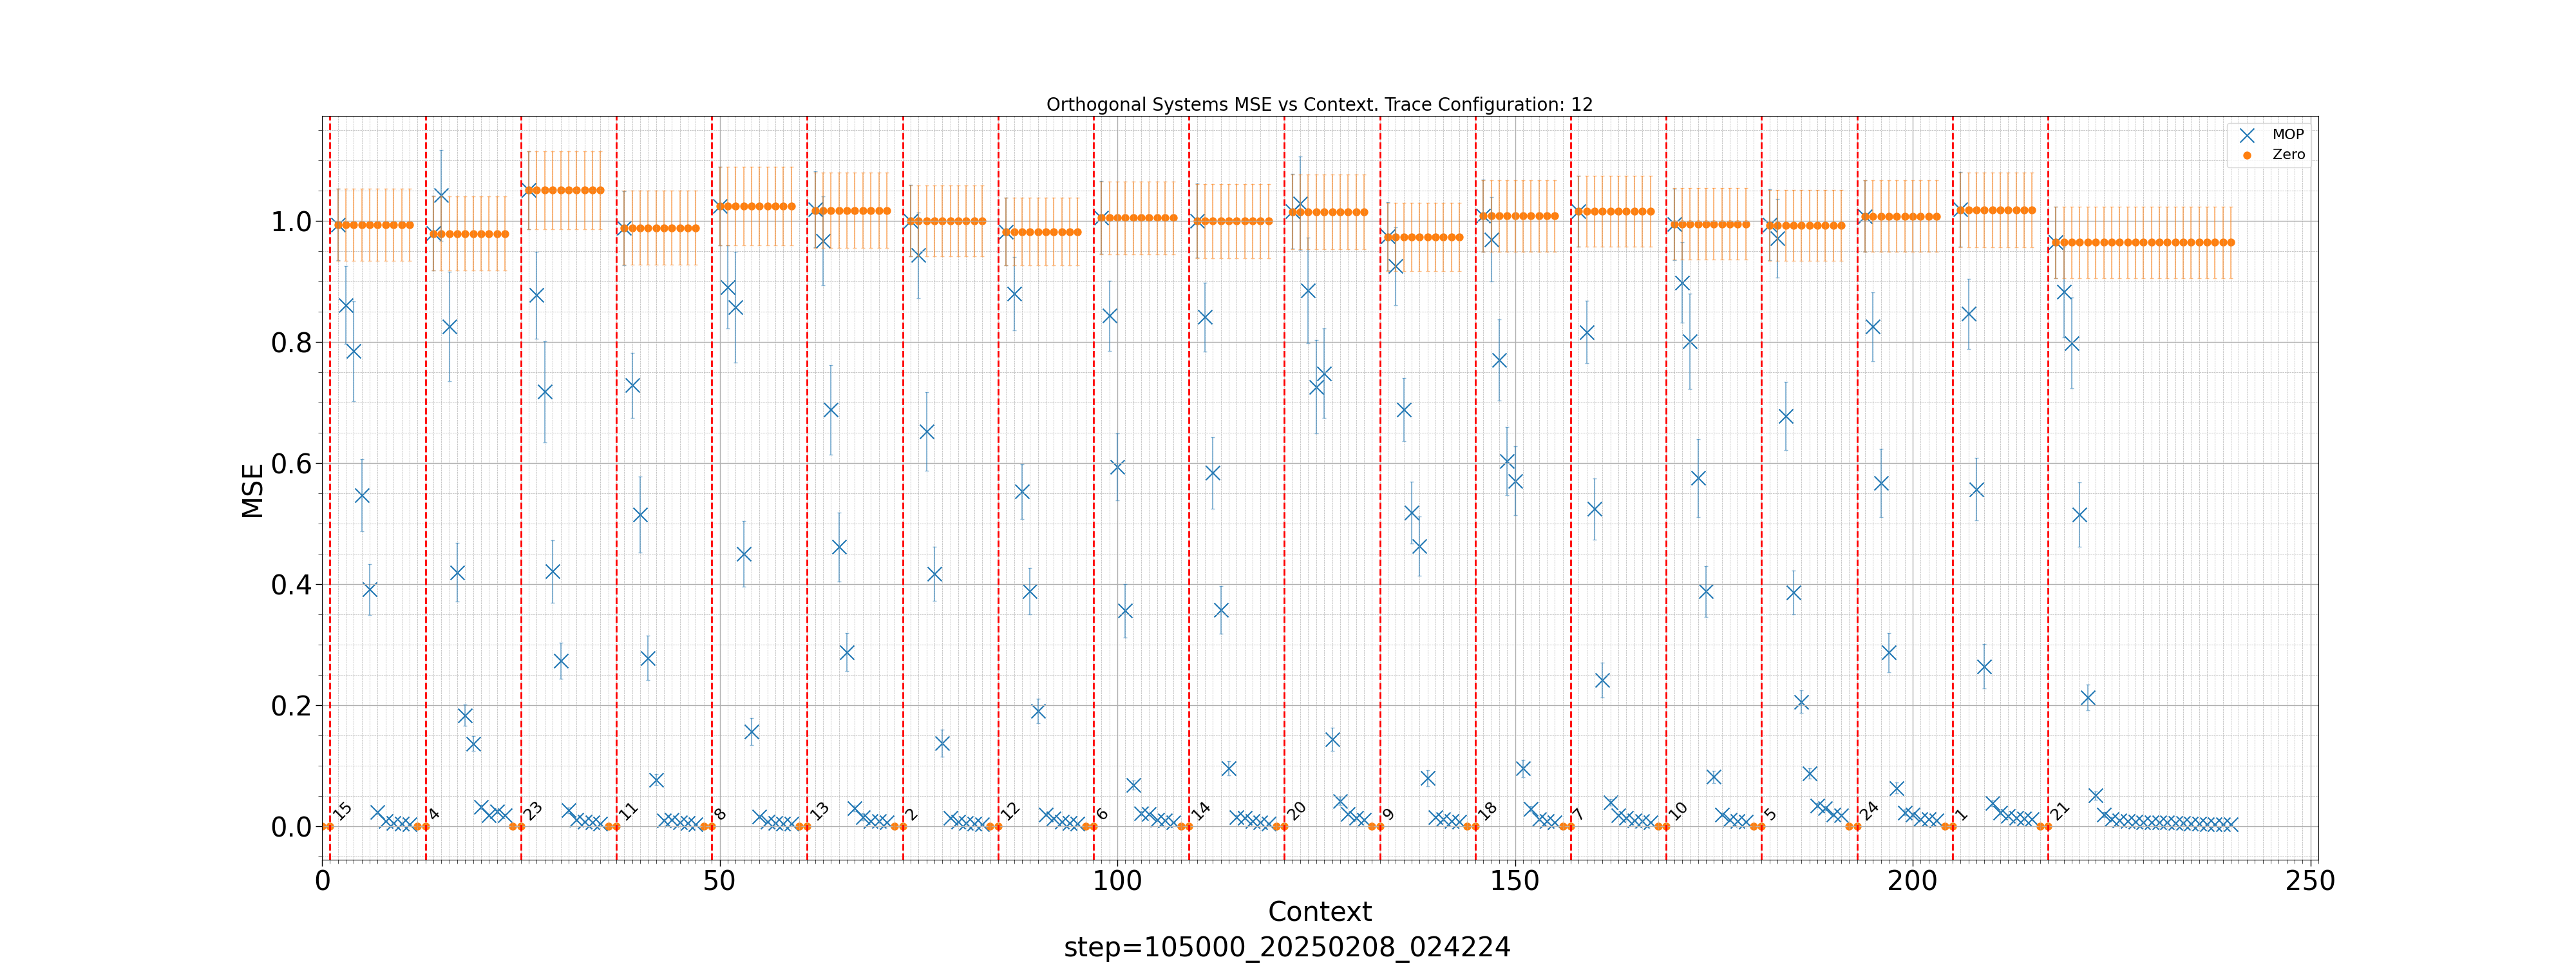 Orthogonal Systems MSE vs Context. Trace Configuration: 12
MOP
Zero
MSE
1.0
0.8
0.6
0.4
0.2
0.0
15 4 23 11 8 13 2 12 6 14 20 9 18 7 10 5 24 1 21
0 50 100 150 200 250
Context
step=105000_20250208_024224